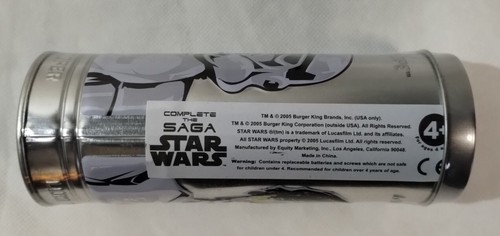 COMPLETE
THE
SAGA
STAR
WARS
TM & © 2005 Burger King Brands, Inc. (USA only).
TM & © 2005 Burger King Corporation (outside USA). All Rights Reserved.
STAR WARS is a trademark of Lucasfilm Ltd. and its affiliates.
All STAR WARS property © 2005 Lucasfilm Ltd. All Rights Reserved.
Manufactured by Equity Marketing, Inc., Los Angeles, California 90048.
Made in China.
Warning: Contains replaceable batteries and screws which are not safe
for children under 4. Recommended for children over 4 years of age.
4+
For Ages 4
CE